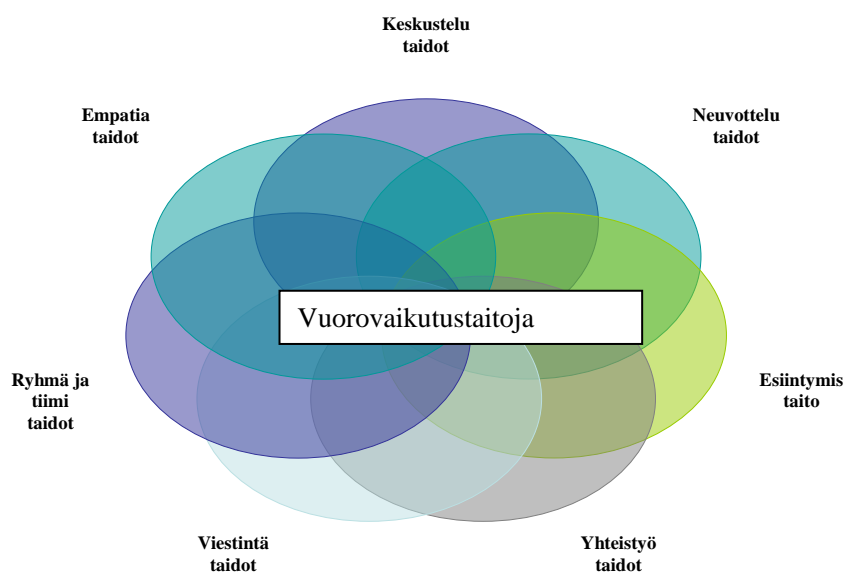 Keskustelu
taidot
Empatia
taidot
Neuvottelu
taidot
Vuorovaikutustaitoja
Ryhmä ja
tiimi
taidot
Esiintymis
taito
Viestintä
taidot
Yhteistyö
taidot